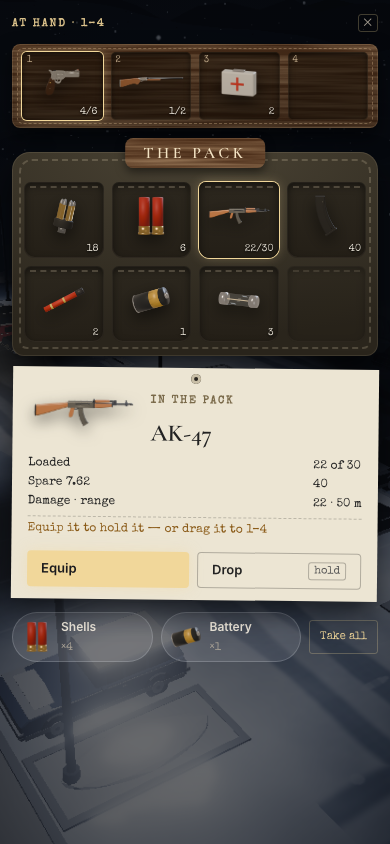 AT HAND · 1-4
1
2
3
4
4/6
1/2
2
THE PACK
18
6
22/30
40
2
1
3
IN THE PACK
AK-47
Loaded 22 of 30
Spare 7.62 40
Damage · range 22 · 50 m
Equip it to hold it — or drag it to 1-4
Equip
Drop hold
Shells
×4
Battery
×1
Take all